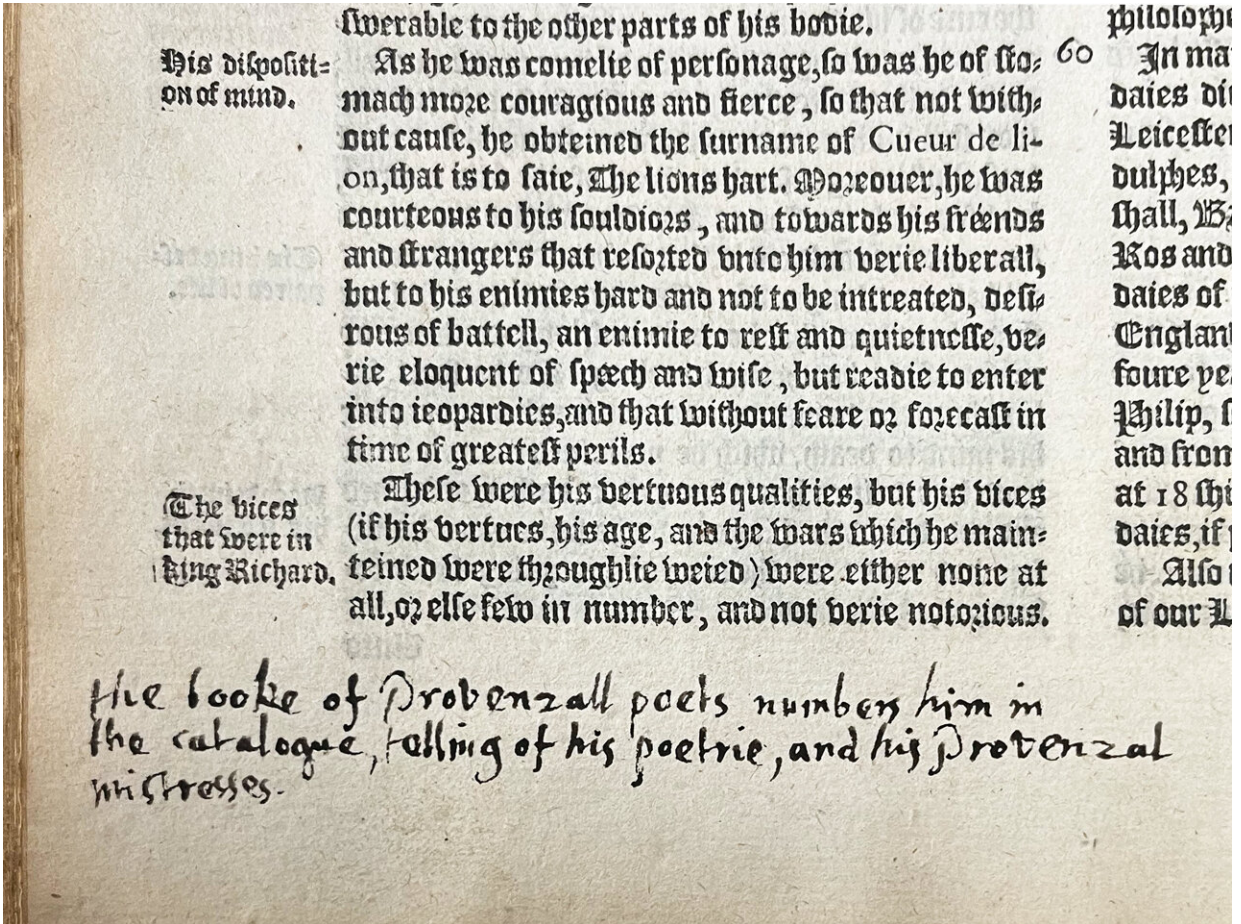 swerable to the other parts of his bodie.
His dispositi=
on of mind.
As he was comelie of personage, so was he of sto-
mach more couragious and fierce, so that not with-
out cause, he obteined the surname of Cueur de li-
on, that is to saie, The lions hart. Moreouer, he was
courteous to his souldiors, and towards his fréends
and strangers that resorted vnto him verie liberall,
but to his enimies hard and not to be intreated, desi-
rous of battell, an enimie to rest and quietnesse, ve-
rie eloquent of spæch and wise, but readie to enter
into ieopardies, and that without feare or forecast in
time of greatest perils.
The vices
that were in
king Richard.
These were his vertuous qualities, but his vices
(if his vertues, his age, and the wars which he main=
teined were throughlie weied) were either none at
all, or else few in number, and not verie notorious.
60
In ma
daies
Leicester
dulphes,
shall,
Ros and
daies of
England
foure
Philip,
and from
at 18
daies, if
Also
of our
the booke of Provenzall poets numbers him in
the catalogue, telling of his poetrie, and his Provenzal
mistresses.